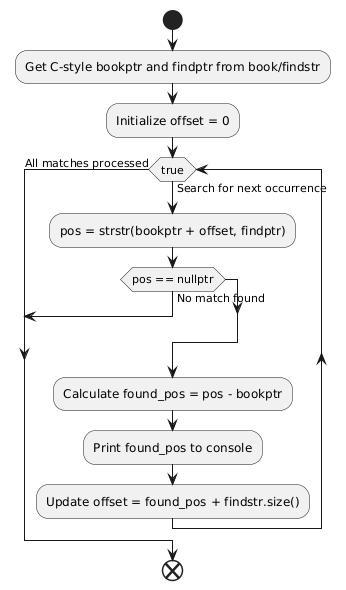 Get C-style bookptr and findptr from book/findstr
Initialize offset = 0
All matches processed
true
Search for next occurrence
pos = strstr(bookptr + offset, findptr)
pos == nullptr
No match found
Calculate found_pos = pos - bookptr
Print found_pos to console
Update offset = found_pos + findstr.size()